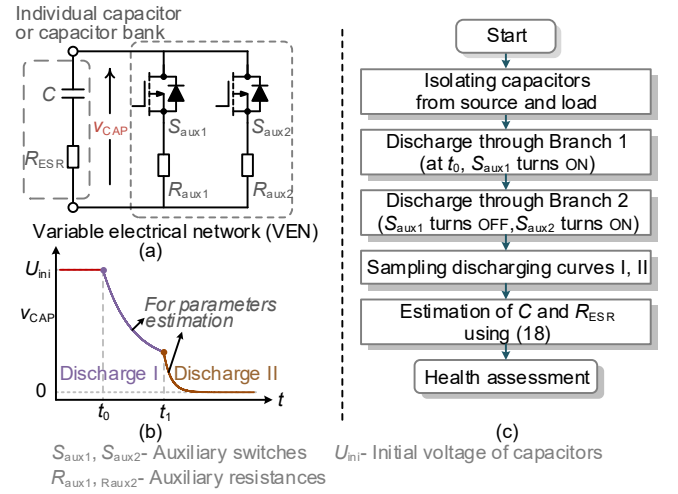 Individual capacitor
or capacitor bank
C
vCAP
RESR
Saux1
Saux2
Raux1
Raux2
Variable electrical network (VEN)
(a)
Uini
vCAP
For parameters
estimation
Discharge I
Discharge II
0
t0
t1
t
(b)
Start
Isolating capacitors
from source and load
Discharge through Branch 1
(at t0, Saux1 turns ON)
Discharge through Branch 2
(Saux1 turns OFF,Saux2 turns ON)
Sampling discharging curves I, II
Estimation of C and RESR
using (18)
Health assessment
(c)
Saux1, Saux2- Auxiliary switches Uini- Initial voltage of capacitors
Raux1, Raux2- Auxiliary resistances